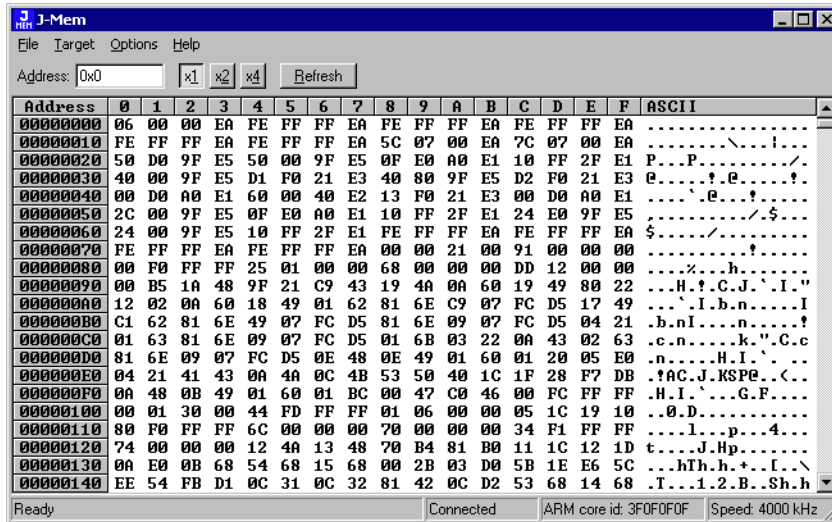 J-Mem
File Target Options Help
Address: 0x0 x1 x2 x4 Refresh
Address 0 1 2 3 4 5 6 7 8 9 A B C D E F ASCII
00000000 06 00 00 EA FE FF FF EA FE FF FF EA FE FF FF EA ................
00000010 FE FF FF EA FE FF FF EA 5C 07 00 EA 7C 07 00 EA ........\...|...
00000020 50 D0 9F E5 50 00 9F E5 0F E0 A0 E1 10 FF 2F E1 P...P........./.
00000030 40 00 9F E5 D1 F0 21 E3 40 80 9F E5 D2 F0 21 E3 @.....!.@.....!.
00000040 00 D0 A0 E1 60 00 40 E2 13 F0 21 E3 00 D0 A0 E1 ....`.@...!.....
00000050 2C 00 9F E5 0F E0 A0 E1 10 FF 2F E1 24 E0 9F E5 ,........./.$...
00000060 24 00 9F E5 10 FF 2F E1 FE FF FF EA FE FF FF EA $...../.........
00000070 FE FF FF EA FE FF FF EA 00 00 21 00 91 00 00 00 ..........!.....
00000080 00 F0 FF FF 25 01 00 00 68 00 00 00 DD 12 00 00 ....%...h.......
00000090 00 B5 1A 48 9F 21 C9 43 19 4A 0A 60 19 49 80 22 ...H.!.C.J.`.I."
000000A0 12 02 0A 60 18 49 01 62 81 6E C9 07 FC D5 17 49 ...`.I.b.n.....I
000000B0 C1 62 81 6E 49 07 FC D5 81 6E 09 07 FC D5 04 21 .b.nI....n.....!
000000C0 01 63 81 6E 09 07 FC D5 01 6B 03 22 0A 43 02 63 .c.n.....k.".C.c
000000D0 81 6E 09 07 FC D5 0E 48 0E 49 01 60 01 20 05 E0 .n.....H.I.`. ..
000000E0 04 21 41 43 0A 4A 0C 4B 53 50 40 1C 1F 28 F7 DB .!AC.J.KSP@..(..
000000F0 0A 48 0B 49 01 60 01 BC 00 47 C0 46 00 FC FF FF .H.I.`...G.F....
00000100 00 01 30 00 44 FD FF FF 01 06 00 00 05 1C 19 10 ..0.D...........
00000110 80 F0 FF FF 6C 00 00 00 70 00 00 00 34 F1 FF FF ....l...p...4...
00000120 74 00 00 00 12 4A 13 48 70 B4 81 B0 11 1C 12 1D t....J.Hp.......
00000130 0A E0 0B 68 54 68 15 68 00 2B 03 D0 5B 1E E6 5C ...hTh.h.+..[..\
00000140 EE 54 FB D1 0C 31 0C 32 81 42 0C D2 53 68 14 68 .T...1.2.B..Sh.h
Ready Connected ARM core id: 3F0F0F0F Speed: 4000 kHz